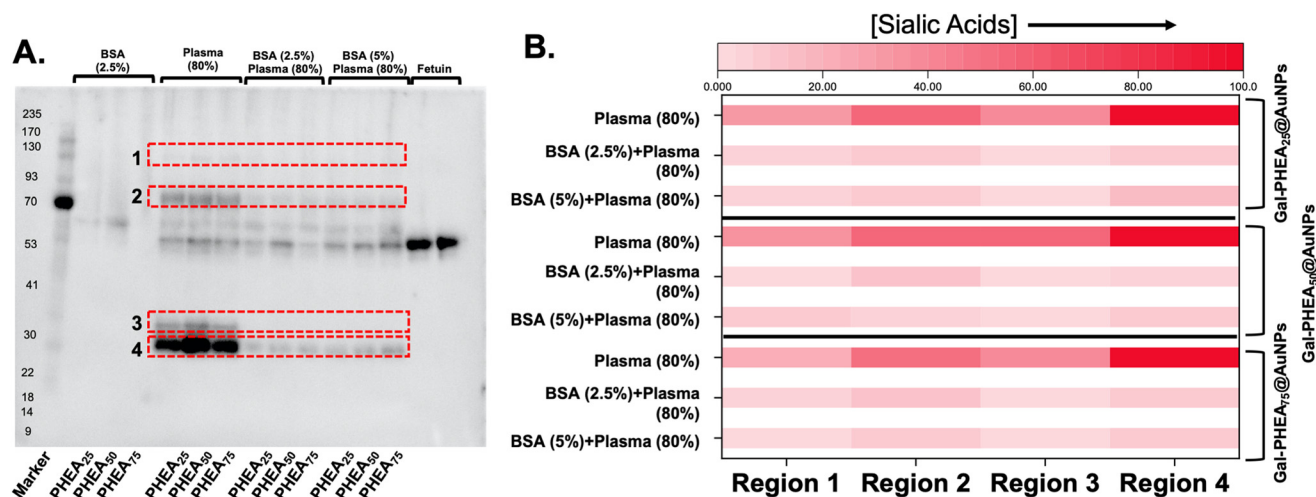 A.
BSA
(2.5%)
Plasma
(80%)
BSA (2.5%)
Plasma (80%)
BSA (5%)
Plasma (80%)
Fetuin
235
170
130
93
70
53
41
30
22
18
14
9
1
2
3
4
Marker
PHEA₂₅
PHEA₅₀
PHEA₇₅
PHEA₂₅
PHEA₅₀
PHEA₇₅
PHEA₂₅
PHEA₅₀
PHEA₇₅
PHEA₂₅
PHEA₅₀
PHEA₇₅
B.
[Sialic Acids]
0.000 20.00 40.00 60.00 80.00 100.0
Plasma (80%)
BSA (2.5%)+Plasma
(80%)
BSA (5%)+Plasma (80%)
Plasma (80%)
BSA (2.5%)+Plasma
(80%)
BSA (5%)+Plasma (80%)
Plasma (80%)
BSA (2.5%)+Plasma
(80%)
BSA (5%)+Plasma (80%)
Gal-PHEA₂₅@AuNPs
Gal-PHEA₅₀@AuNPs
Gal-PHEA₇₅@AuNPs
Region 1 Region 2 Region 3 Region 4